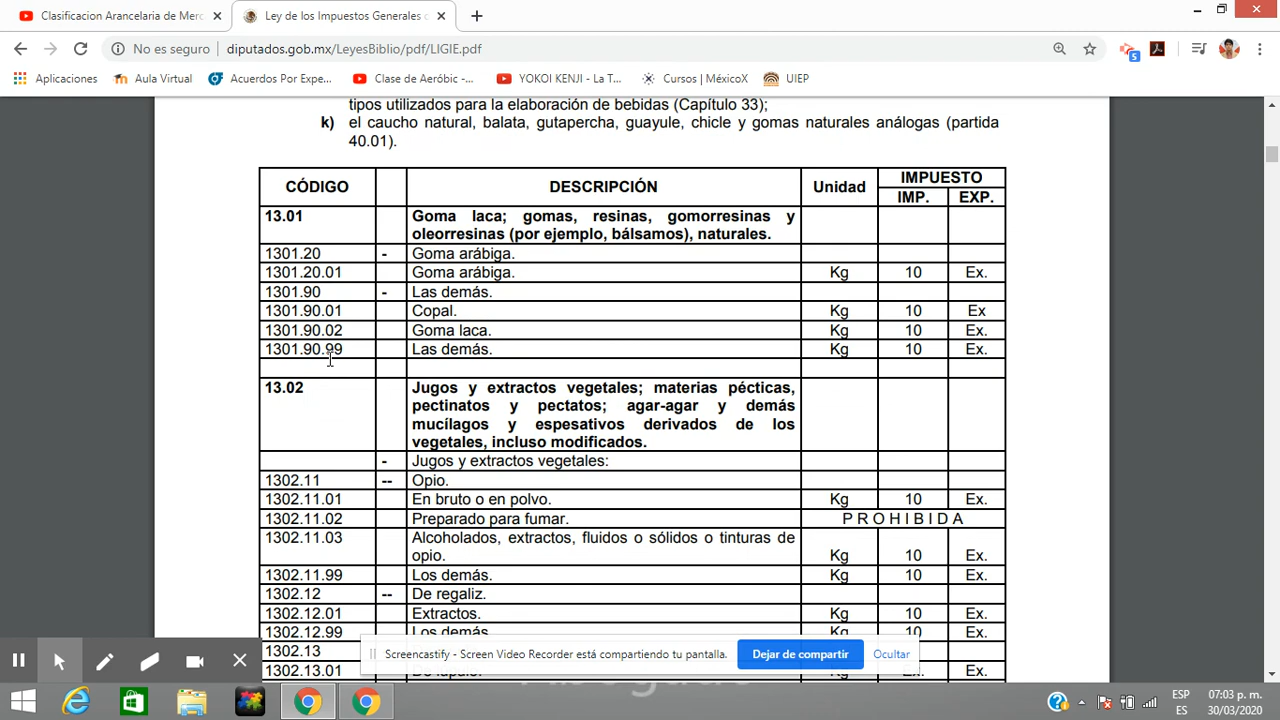 Clasificacion Arancelaria de Merc
Ley de los Impuestos Generales
No es seguro
deputados.gob.mx/LeyesBiblio/pdf/LIGIE.pdf
Aplicaciones
Aula Virtual
Acuerdos Por Expe...
Clase de Aeróbic...
YOKOI KENJI - La T...
Cursos | MéxicoX
UIEP
5
tipos utilizados para la elaboración de bebidas (Capítulo 33);
k) el caucho natural, balata, gutapercha, guayule, chicle y gomas naturales análogas (partida
40.01).
CÓDIGO DESCRIPCIÓN Unidad IMPUESTO
IMP. EXP.
13.01 Goma laca; gomas, resinas, gomorresinas y
oleorresinas (por ejemplo, bálsamos), naturales.
1301.20 - Goma arábiga.
1301.20.01 Goma arábiga. Kg 10 Ex.
1301.90 - Las demás.
1301.90.01 Copal. Kg 10 Ex
1301.90.02 Goma laca. Kg 10 Ex.
1301.90.99 Las demás. Kg 10 Ex.
13.02 Jugos y extractos vegetales; materias pécticas,
pectinatos y pectatos; agar-agar y demás
mucílagos y espesativos derivados de los
vegetales, incluso modificados.
- Jugos y extractos vegetales:
1302.11 -- Opio.
1302.11.01 En bruto o en polvo. Kg 10 Ex.
1302.11.02 Preparado para fumar. P R O H I B I D A
1302.11.03 Alcoholados, extractos, fluidos o sólidos o tinturas de
opio. Kg 10 Ex.
1302.11.99 Los demás. Kg 10 Ex.
1302.12 -- De regaliz.
1302.12.01 Extractos. Kg 10 Ex.
1302.12.99 Los demás. Kg 10 Ex.
1302.13
1302.13.01 De lúpulo. Kg Ex. Ex.
Screencastify - Screen Video Recorder está compartiendo tu pantalla.
Dejar de compartir
Ocultar
ESP
ES
07:03 p. m.
30/03/2020